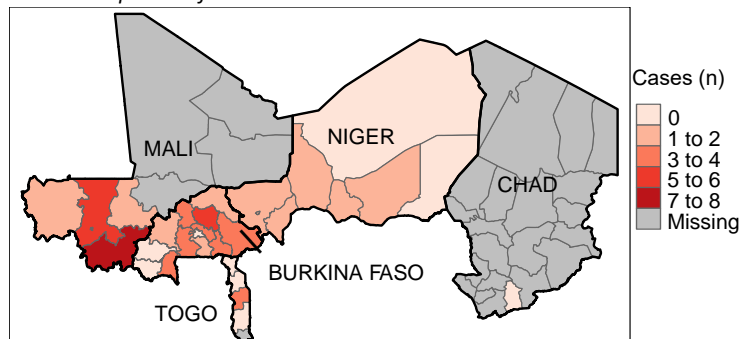 Cases (n)
0
1 to 2
3 to 4
5 to 6
7 to 8
Missing
MALI
NIGER
CHAD
BURKINA FASO
TOGO